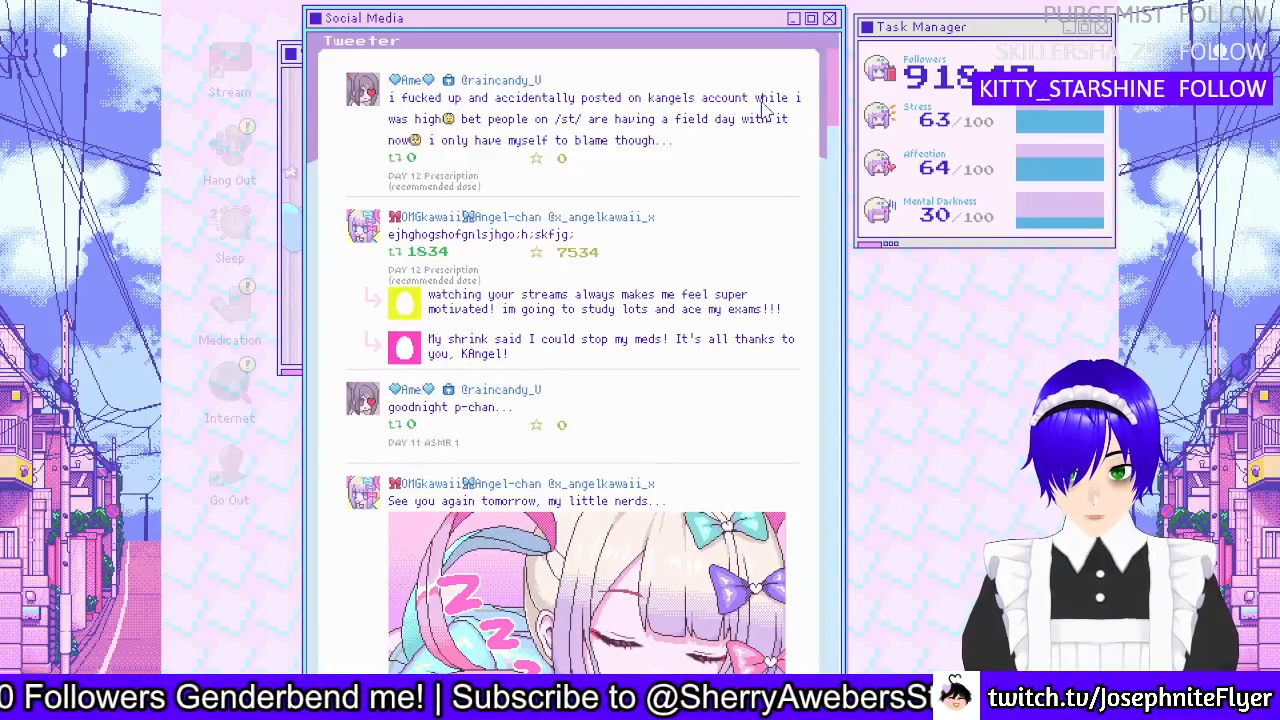 Social Media
Tweeter
Ame @raincandy_U
i fucked up and accidentally posted on kangels account while i
was high. bet people on /st/ are having a field day with it
now i only have myself to blame though...
0 0
DAY 12 Prescription
(recommended dose)
OMGkawaii Angel-chan @x_angelkawaii_x
ejhghogshofgnlsjhgo;h;skfjg;
1834 7534
DAY 12 Prescription
(recommended dose)
watching your streams always makes me feel super
motivated! im going to study lots and ace my exams!!!
My shrink said I could stop my meds! It's all thanks to
you, KAngel!
Ame @raincandy_U
goodnight p-chan...
0 0
DAY 11 ASMR 1
OMGkawaii Angel-chan @x_angelkawaii_x
See you again tomorrow, my little nerds...
z
z
z
Stream
Hang Out
Sleep
Medication
Internet
Go Out
PURGEMIST FOLLOW
Task Manager
FOLLOW
KITTY_STARSHINE FOLLOW
Followers
Stress
63/100
Affection
64/100
Mental Darkness
30/100
0 Followers Genderbend me! | Subscribe to @SherryAwebersSt
twitch.tv/JosephniteFlyer